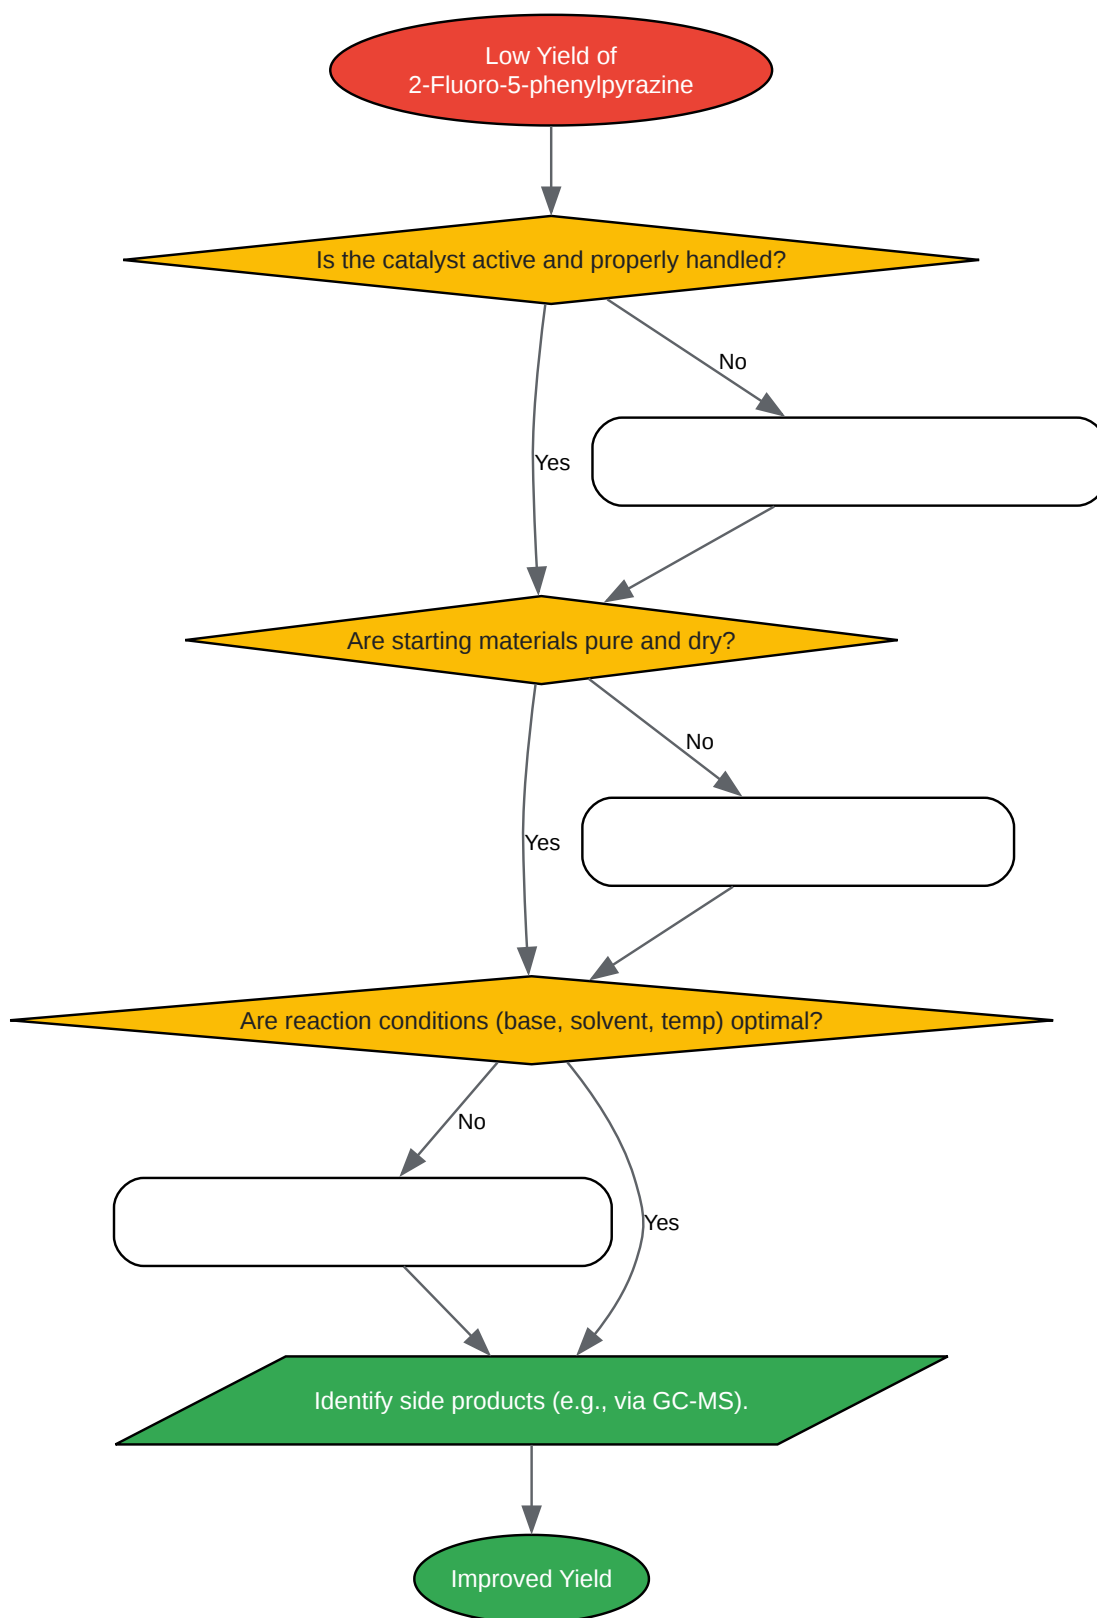 Low Yield of
2-Fluoro-5-phenylpyrazine
Is the catalyst active and properly handled?
No
Yes
Are starting materials pure and dry?
No
Yes
Are reaction conditions (base, solvent, temp) optimal?
No
Yes
Identify side products (e.g., via GC-MS).
Improved Yield